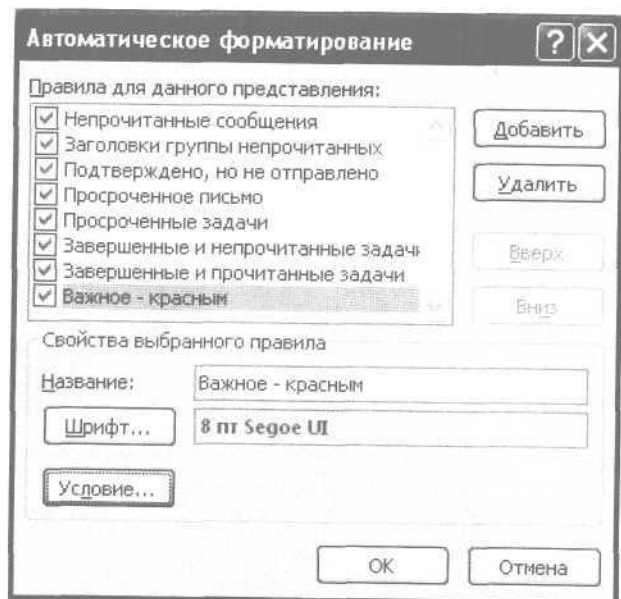 Автоматическое форматирование
Правила для данного представления:
Непрочитанные сообщения
Заголовки группы непрочитанных
Подтверждено, но не отправлено
Просроченное письмо
Просроченные задачи
Завершенные и непрочитанные задачи
Завершенные и прочитанные задачи
Важное - красным
Добавить
Удалить
Вверх
Вниз
Свойства выбранного правила
Название:
Важное - красным
Шрифт...
8 пт Segoe UI
Условие...
ОК
Отмена